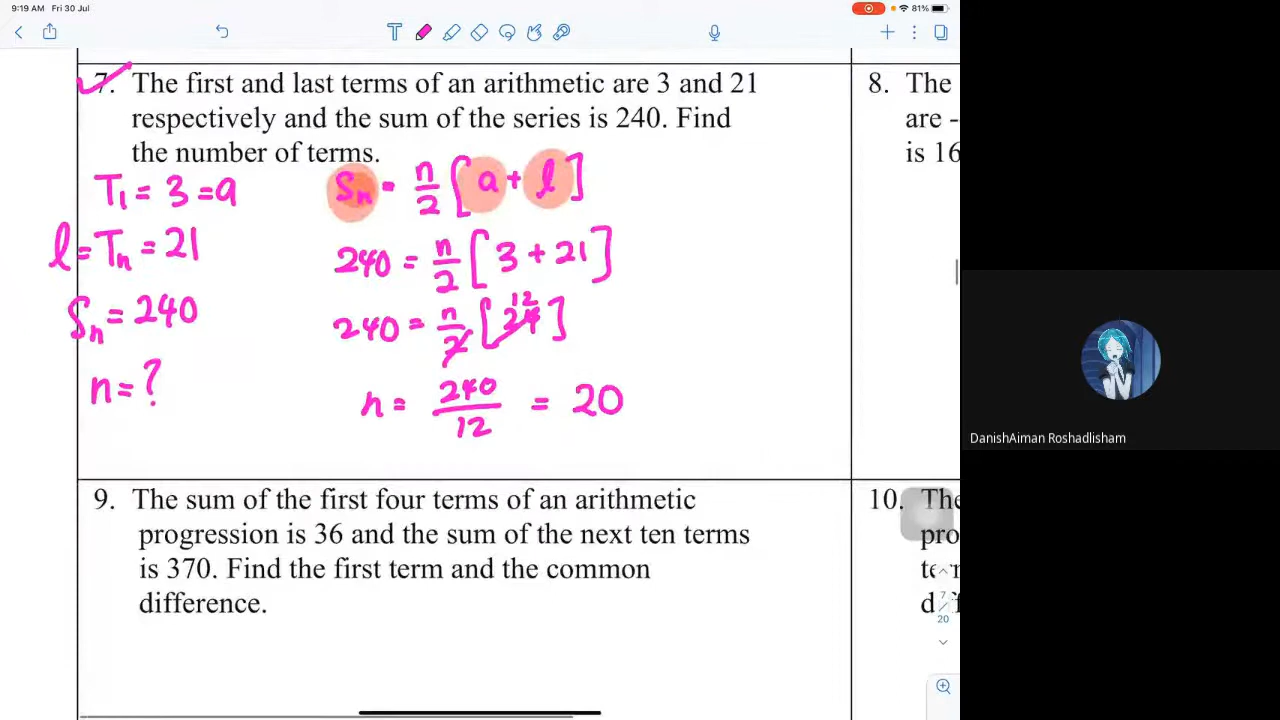 9:19 AM Fri 30 Jul
81%
7. The first and last terms of an arithmetic are 3 and 21
respectively and the sum of the series is 240. Find
the number of terms.
T₁ = 3 = a
l = Tₙ = 21
Sₙ = 240
n = ?
Sₙ = n/2 [a + l]
240 = n/2 [3 + 21]
240 = n/2 [24] 12
n = 240/12 = 20
8. The
are -
is 16
9. The sum of the first four terms of an arithmetic
progression is 36 and the sum of the next ten terms
is 370. Find the first term and the common
difference.
10. The
pro
7
20
DanishAiman Roshadlisham